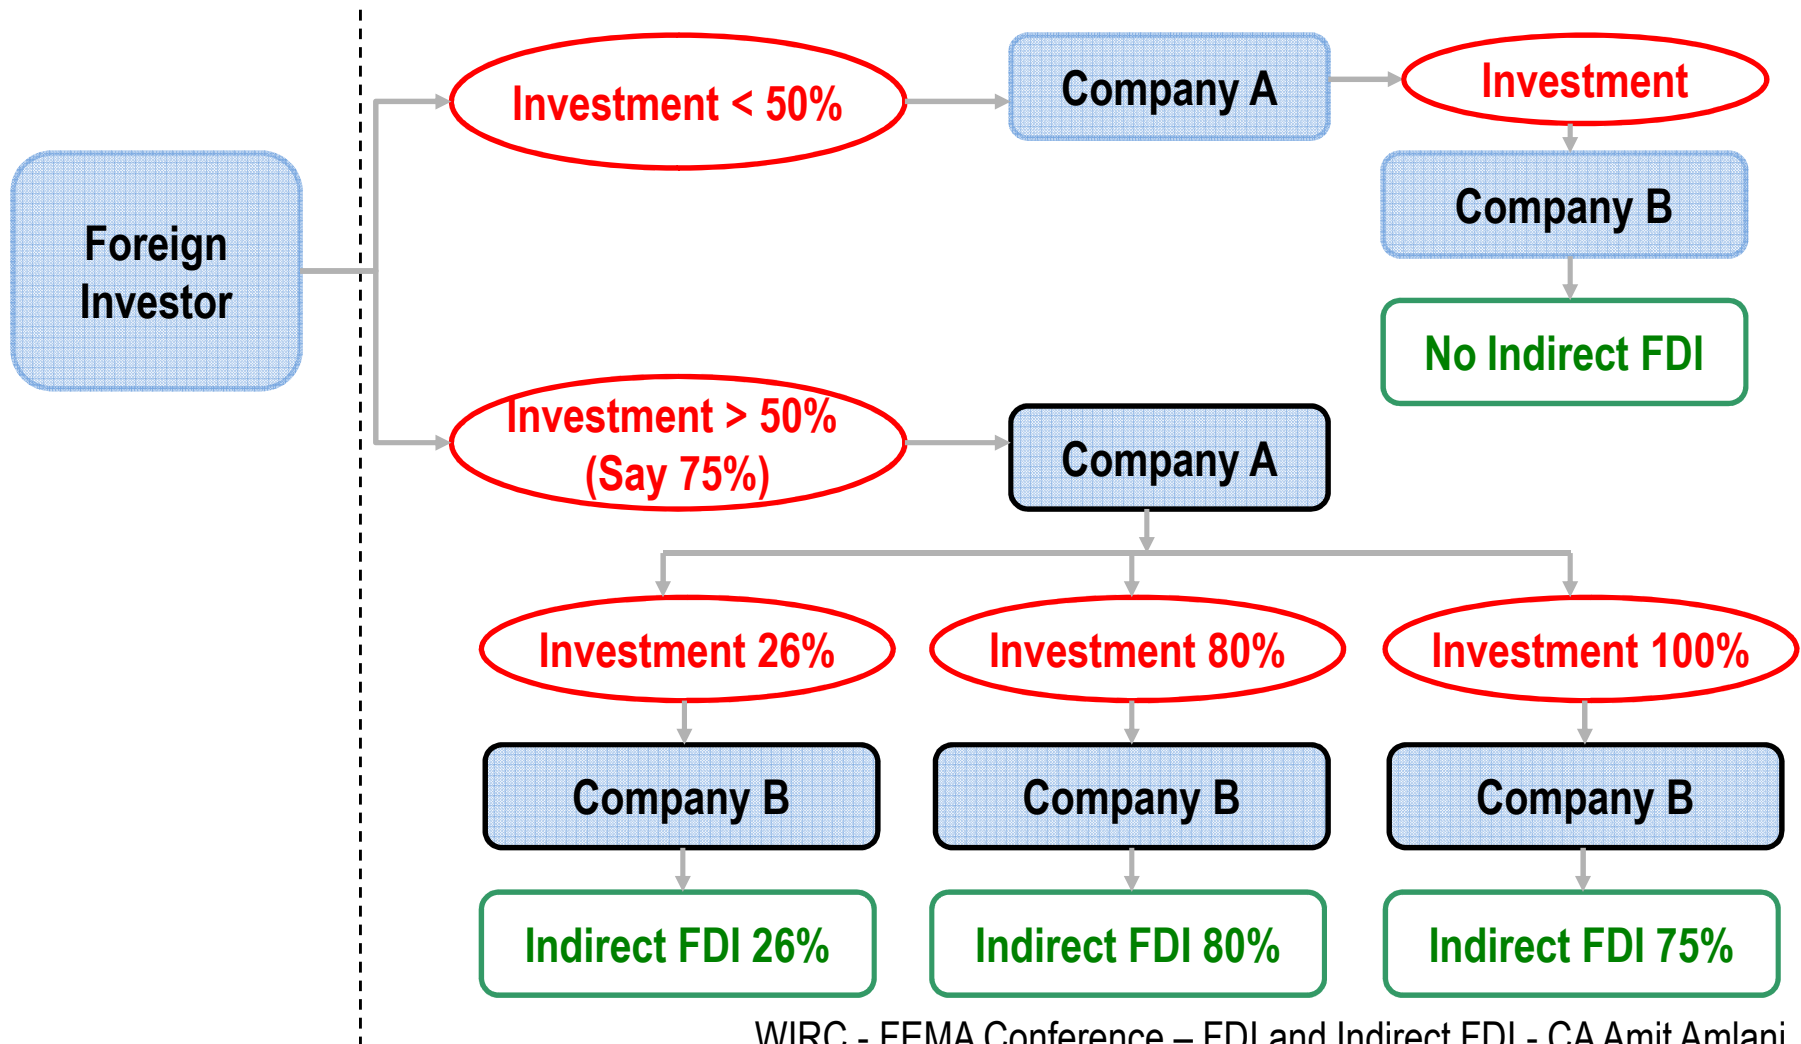 Foreign
Investor
Investment < 50%
Company A
Investment
Company B
No Indirect FDI
Investment > 50%
(Say 75%)
Company A
Investment 26%
Investment 80%
Investment 100%
Company B
Company B
Company B
Indirect FDI 26%
Indirect FDI 80%
Indirect FDI 75%
WIRC - FEMA Conference – FDI and Indirect FDI - CA Amit Amlani